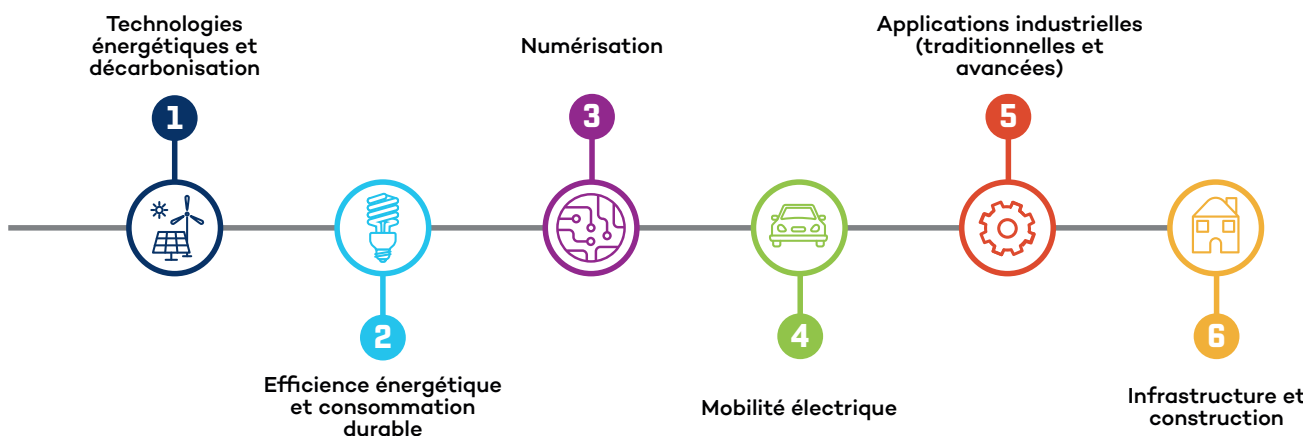 Technologies
énergétiques et
décarbonisation
1
Efficience énergétique
et consommation
durable
2
Numérisation
3
Mobilité électrique
4
Applications industrielles
(traditionnelles et
avancées)
5
Infrastructure et
construction
6